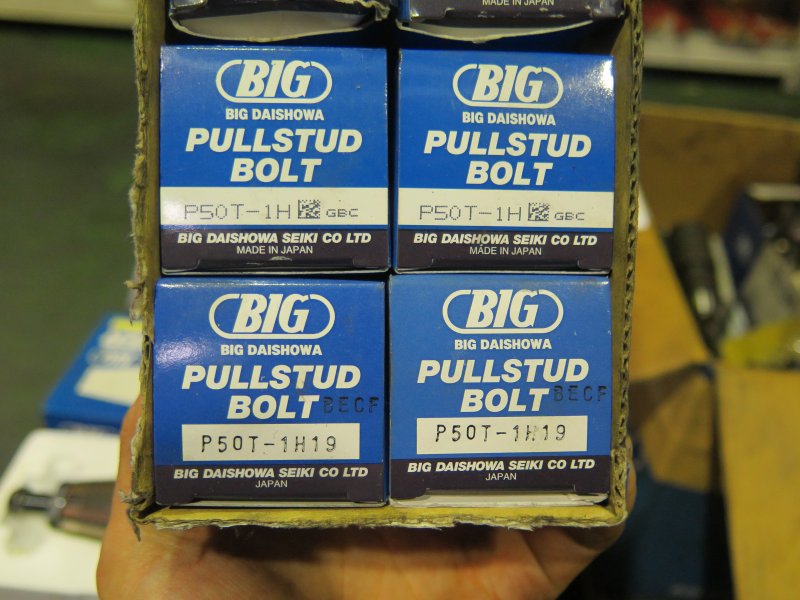 MADE IN JAPAN
BIG
BIG DAISHOWA
PULLSTUD
BOLT
P50T-1H GBC
BIG DAISHOWA SEIKI CO LTD
MADE IN JAPAN
BIG
BIG DAISHOWA
PULLSTUD
BOLT
P50T-1H GBC
BIG DAISHOWA SEIKI CO LTD
MADE IN JAPAN
BIG
BIG DAISHOWA
PULLSTUD
BOLT BECF
P50T-1H19
BIG DAISHOWA SEIKI CO LTD
JAPAN
BIG
BIG DAISHOWA
PULLSTUD
BOLT BECF
P50T-1H19
BIG DAISHOWA SEIKI CO LTD
JAPAN